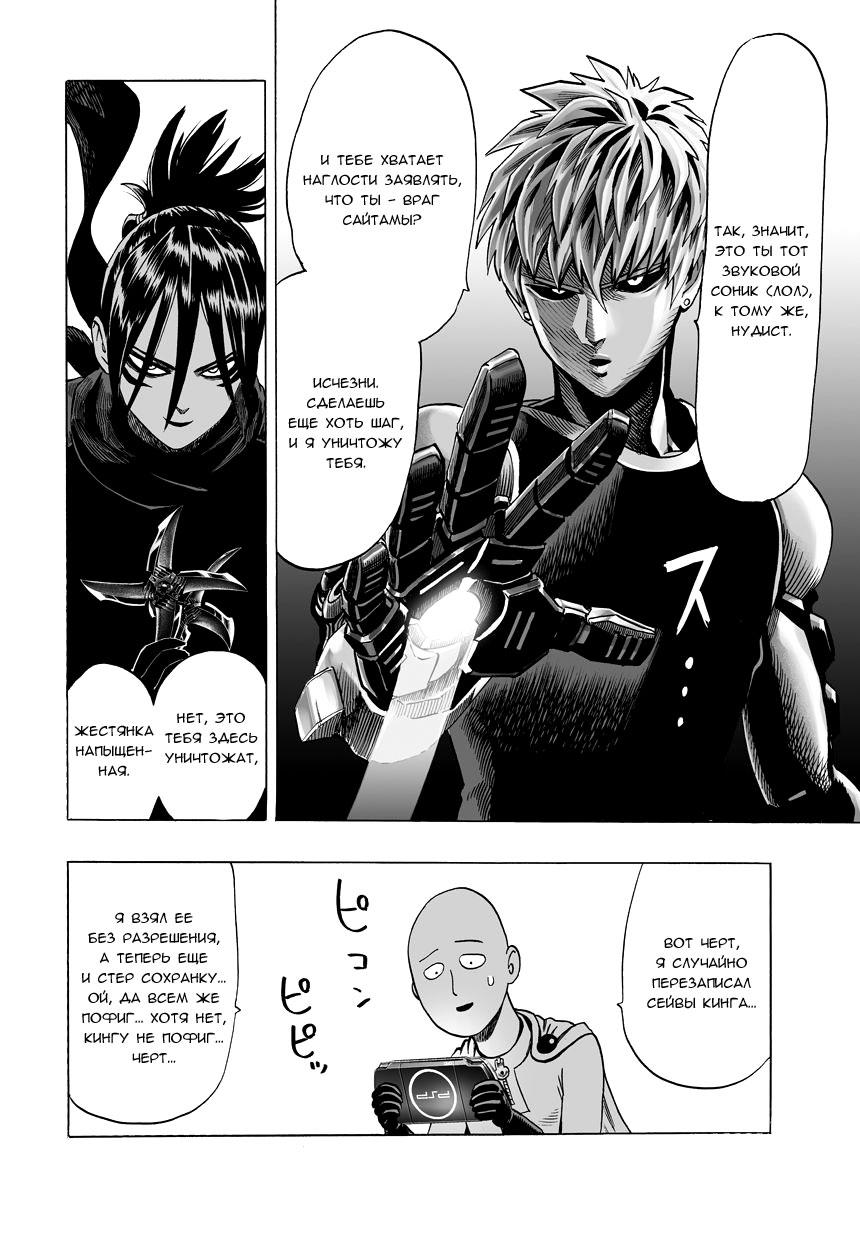 ТАК, ЗНАЧИТ,
ЭТО ТЫ ТОТ
ЗВУКОВОЙ
СОНИК (ЛОЛ),
К ТОМУ ЖЕ,
НУДИСТ.
И ТЕБЕ ХВАТАЕТ
НАГЛОСТИ ЗАЯВЛЯТЬ,
ЧТО ТЫ - ВРАГ
САЙТАМЫ?
ИСЧЕЗНИ.
СДЕЛАЕШЬ
ЕЩЕ ХОТЬ ШАГ,
И Я УНИЧТОЖУ
ТЕБЯ.
ス…
НЕТ, ЭТО
ТЕБЯ ЗДЕСЬ
УНИЧТОЖАТ,
ЖЕСТЯНКА
НАПЫЩЕН-
НАЯ.
ВОТ ЧЕРТ,
Я СЛУЧАЙНО
ПЕРЕЗАПИСАЛ
СЕЙВЫ КИНГА...
ピコン
ピピッ
PSP
Я ВЗЯЛ ЕЕ
БЕЗ РАЗРЕШЕНИЯ,
А ТЕПЕРЬ ЕЩЕ
И СТЕР СОХРАНКУ...
ОЙ, ДА ВСЕМ ЖЕ
ПОФИГ... ХОТЯ НЕТ,
КИНГУ НЕ ПОФИГ...
ЧЕРТ...